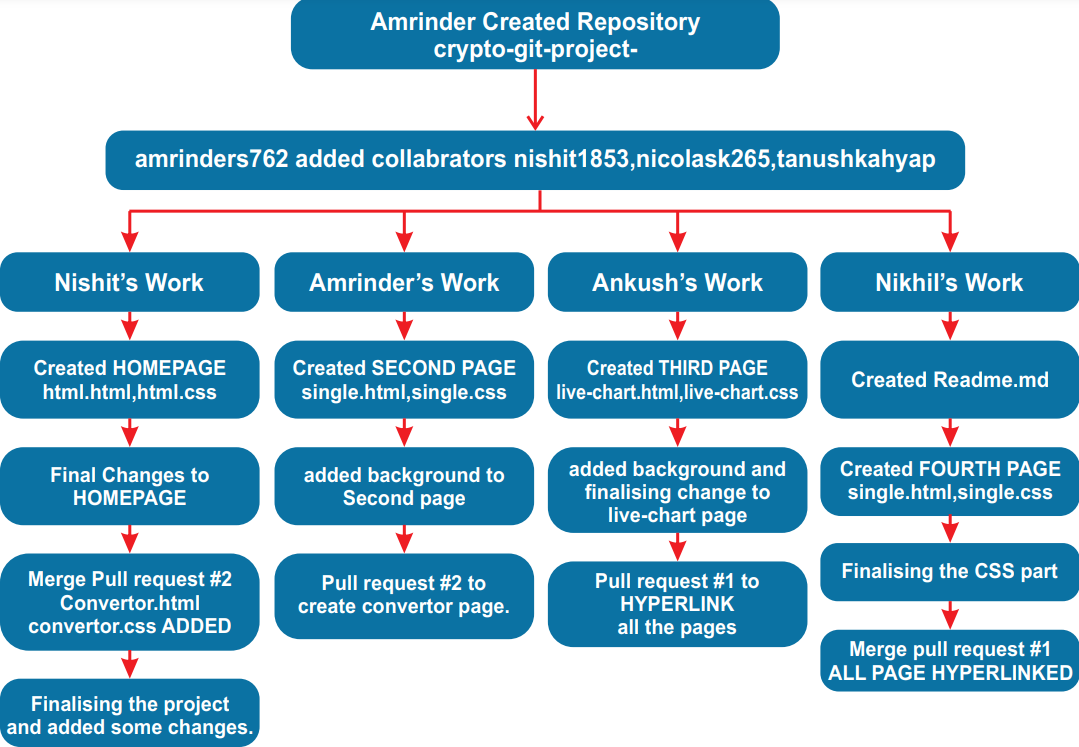 Amrinder Created Repository
crypto-git-project-
amrinders762 added collabrators nishit1853,nicolask265,tanushkahyap
Nishit's Work
Created HOMEPAGE
html.html,html.css
Final Changes to
HOMEPAGE
Merge Pull request #2
Convertor.html
convertor.css ADDED
Finalising the project
and added some changes.
Amrinder's Work
Created SECOND PAGE
single.html,single.css
added background to
Second page
Pull request #2 to
create convertor page.
Ankush's Work
Created THIRD PAGE
live-chart.html,live-chart.css
added background and
finalising change to
live-chart page
Pull request #1 to
HYPERLINK
all the pages
Nikhil's Work
Created Readme.md
Created FOURTH PAGE
single.html,single.css
Finalising the CSS part
Merge pull request #1
ALL PAGE HYPERLINKED